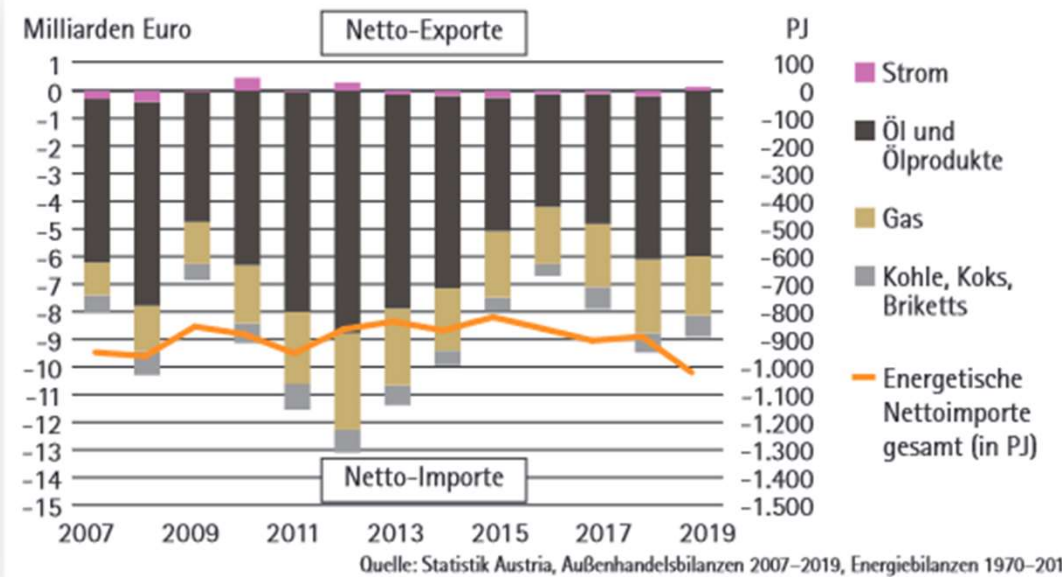 Milliarden Euro
Netto-Exporte
PJ
1
0
-1
-2
-3
-4
-5
-6
-7
-8
-9
-10
-11
-12
-13
-14
-15
100
0
-100
-200
-300
-400
-500
-600
-700
-800
-900
-1.000
-1.100
-1.200
-1.300
-1.400
-1.500
Netto-Importe
2007 2009 2011 2013 2015 2017 2019
Strom
Öl und
Ölprodukte
Gas
Kohle, Koks,
Briketts
Energetische
Nettoimporte
gesamt (in PJ)
Quelle: Statistik Austria, Außenhandelsbilanzen 2007–2019, Energiebilanzen 1970–201